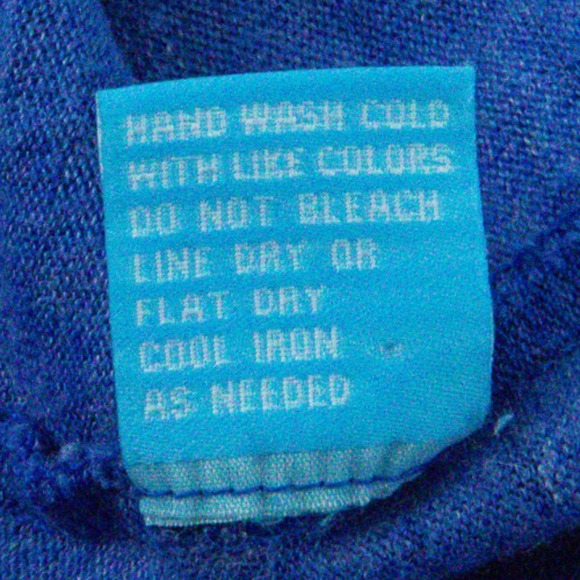 HAND WASH COLD
WITH LIKE COLORS
DO NOT BLEACH
LINE DRY OR
FLAT DRY
COOL IRON
AS NEEDED